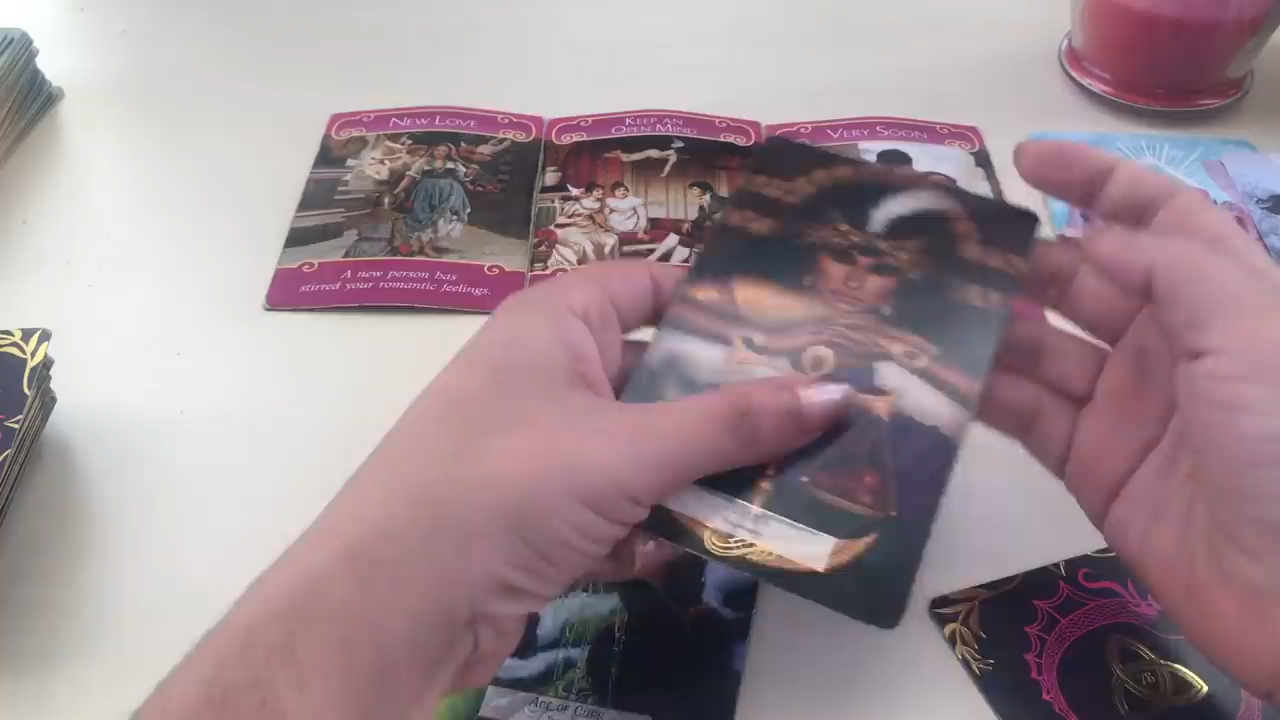 NEW LOVE
KEEP AN
OPEN MIND
VERY SOON
A new person has
stirred your romantic feelings.
ACE OF CUPS